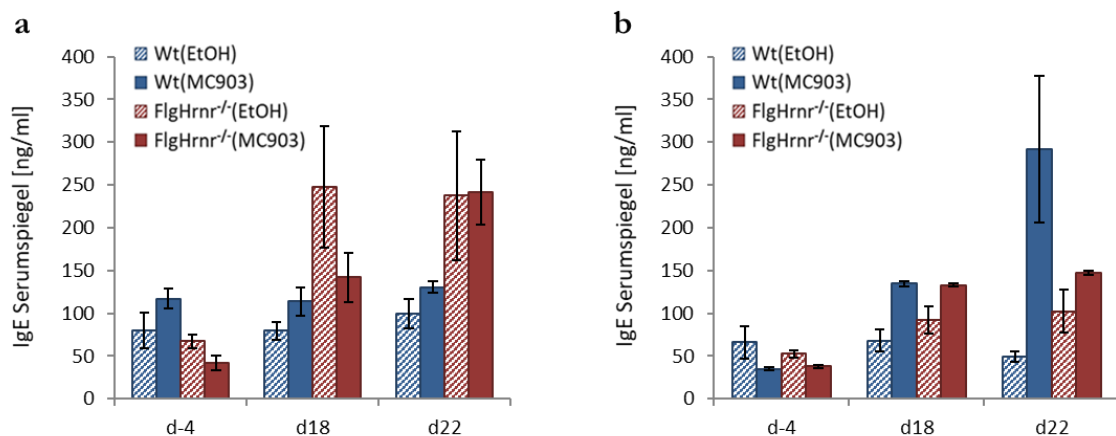 a
IgE Serumspiegel [ng/ml]
400
350
300
250
200
150
100
50
0
Wt(EtOH)
Wt(MC903)
FlgHrnr-/-(EtOH)
FlgHrnr-/-(MC903)
d-4 d18 d22
b
IgE Serumspiegel [ng/ml]
400
350
300
250
200
150
100
50
0
Wt(EtOH)
Wt(MC903)
FlgHrnr-/-(EtOH)
FlgHrnr-/-(MC903)
d-4 d18 d22